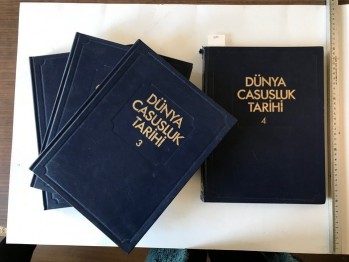 DÜNYA
CASUSLUK
TARİHİ
3
DÜNYA
CASUSLUK
TARİHİ
4